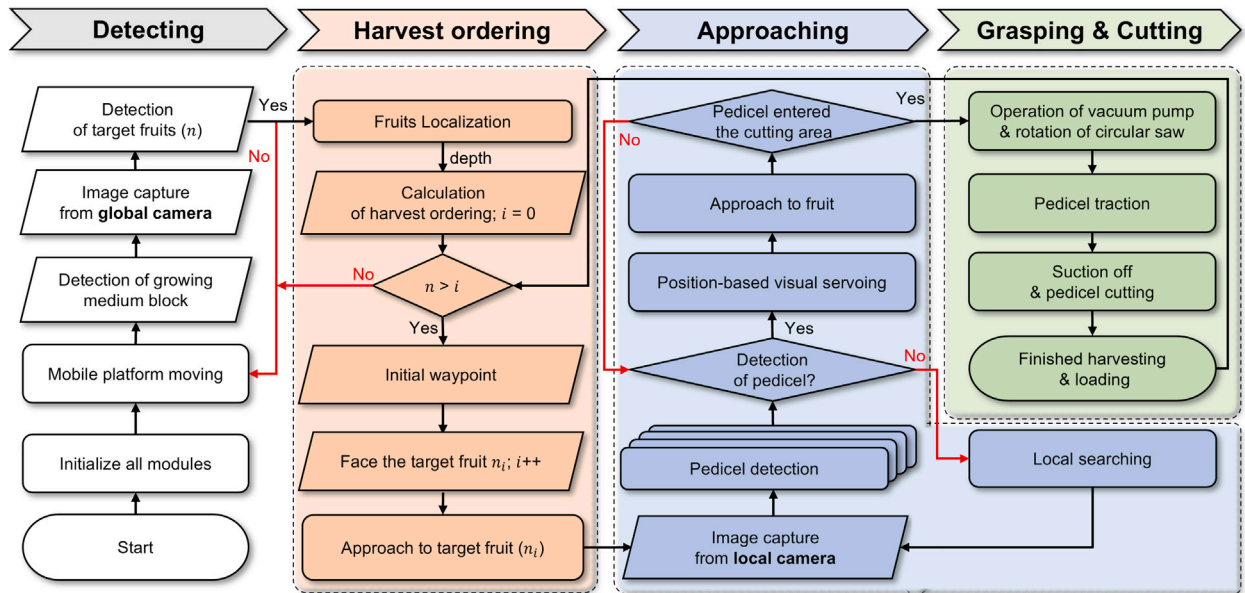 Detecting
Harvest ordering
Approaching
Grasping & Cutting
Detection
of target fruits (n)
Yes
No
Image capture
from global camera
Detection of growing
medium block
Mobile platform moving
Initialize all modules
Start
Fruits Localization
depth
Calculation
of harvest ordering; i = 0
No
n > i
Yes
Initial waypoint
Face the target fruit nᵢ; i++
Approach to target fruit (nᵢ)
Pedicel entered
the cutting area
Yes
No
Approach to fruit
Position-based visual servoing
Yes
Detection
of pedicel?
No
Pedicel detection
Image capture
from local camera
Operation of vacuum pump
& rotation of circular saw
Pedicel traction
Suction off
& pedicel cutting
Finished harvesting
& loading
Local searching